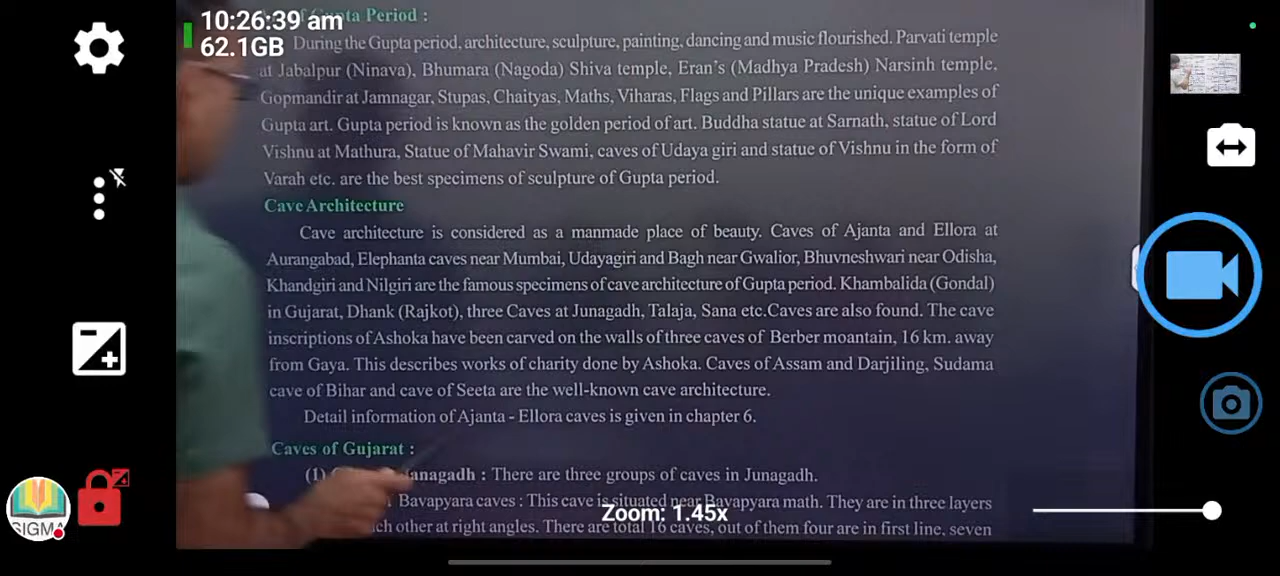 10:26:39 am
62.1GB
of Gupta Period :
During the Gupta period, architecture, sculpture, painting, dancing and music flourished. Parvati temple
at Jabalpur (Ninava), Bhumara (Nagoda) Shiva temple, Eran's (Madhya Pradesh) Narsinh temple,
Gopmandir at Jamnagar, Stupas, Chaityas, Maths, Viharas, Flags and Pillars are the unique examples of
Gupta art. Gupta period is known as the golden period of art. Buddha statue at Sarnath, statue of Lord
Vishnu at Mathura, Statue of Mahavir Swami, caves of Udaya giri and statue of Vishnu in the form of
Varah etc. are the best specimens of sculpture of Gupta period.
Cave Architecture
Cave architecture is considered as a manmade place of beauty. Caves of Ajanta and Ellora at
Aurangabad, Elephanta caves near Mumbai, Udayagiri and Bagh near Gwalior, Bhuvneshwari near Odisha,
Khandgiri and Nilgiri are the famous specimens of cave architecture of Gupta period. Khambalida (Gondal)
in Gujarat, Dhank (Rajkot), three Caves at Junagadh, Talaja, Sana etc.Caves are also found. The cave
inscriptions of Ashoka have been carved on the walls of three caves of Berber moantain, 16 km. away
from Gaya. This describes works of charity done by Ashoka. Caves of Assam and Darjiling, Sudama
cave of Bihar and cave of Seeta are the well-known cave architecture.
Detail information of Ajanta - Ellora caves is given in chapter 6.
Caves of Gujarat :
(1) unagadh : There are three groups of caves in Junagadh.
Bavapyara caves : This cave is situated near Bavapyara math. They are in three layers
ch other at right angles. There are total 16 caves, out of them four are in first line, seven
Zoom: 1.45x
SIGMA